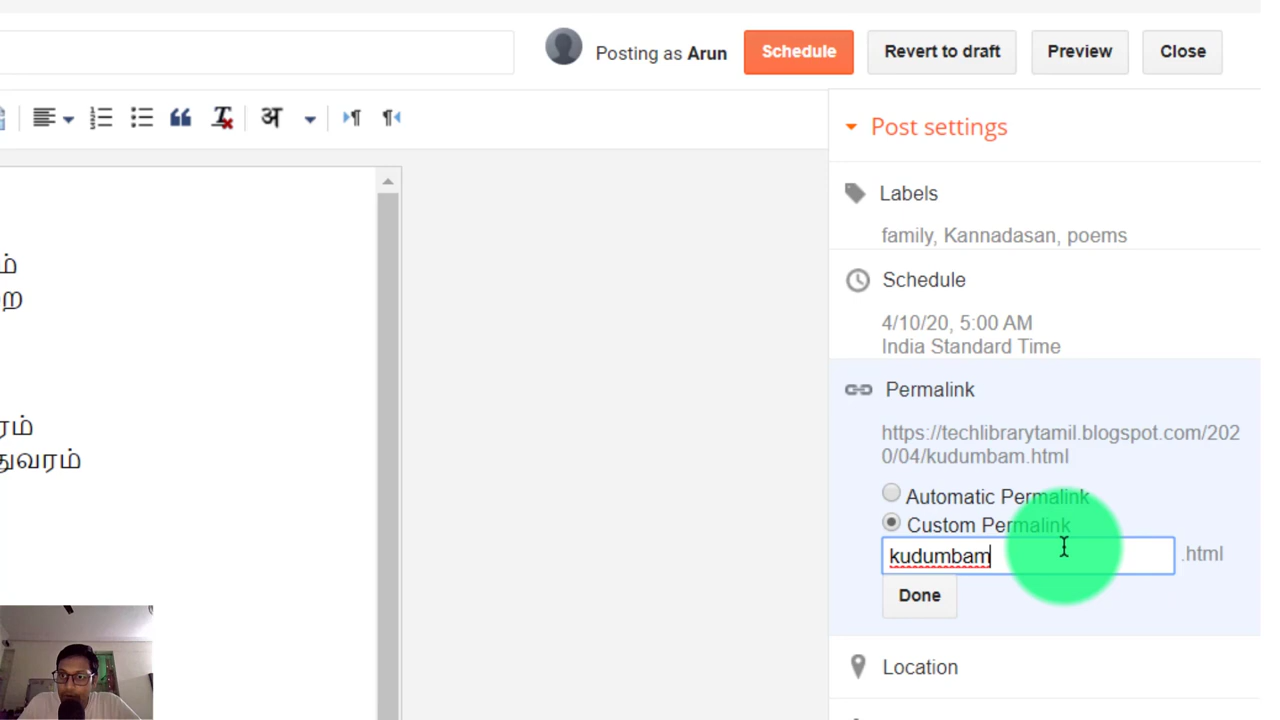 Posting as Arun
Schedule
Revert to draft
Preview
Close
अ
Post settings
Labels
family, Kannadasan, poems
Schedule
4/10/20, 5:00 AM
India Standard Time
Permalink
https://techlibrarytamil.blogspot.com/202
0/04/kudumbam.html
Automatic Permalink
Custom Permalink
kudumbam .html
Done
Location